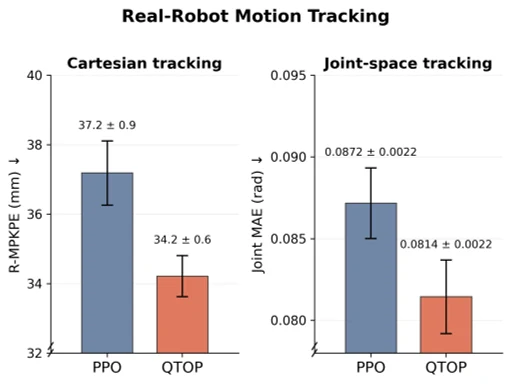 Real-Robot Motion Tracking
Cartesian tracking
R-MPKPE (mm) ↓
40
38
36
34
32
37.2 ± 0.9
34.2 ± 0.6
PPO
QTOP
Joint-space tracking
Joint MAE (rad) ↓
0.095
0.090
0.085
0.080
0.0872 ± 0.0022
0.0814 ± 0.0022
PPO
QTOP